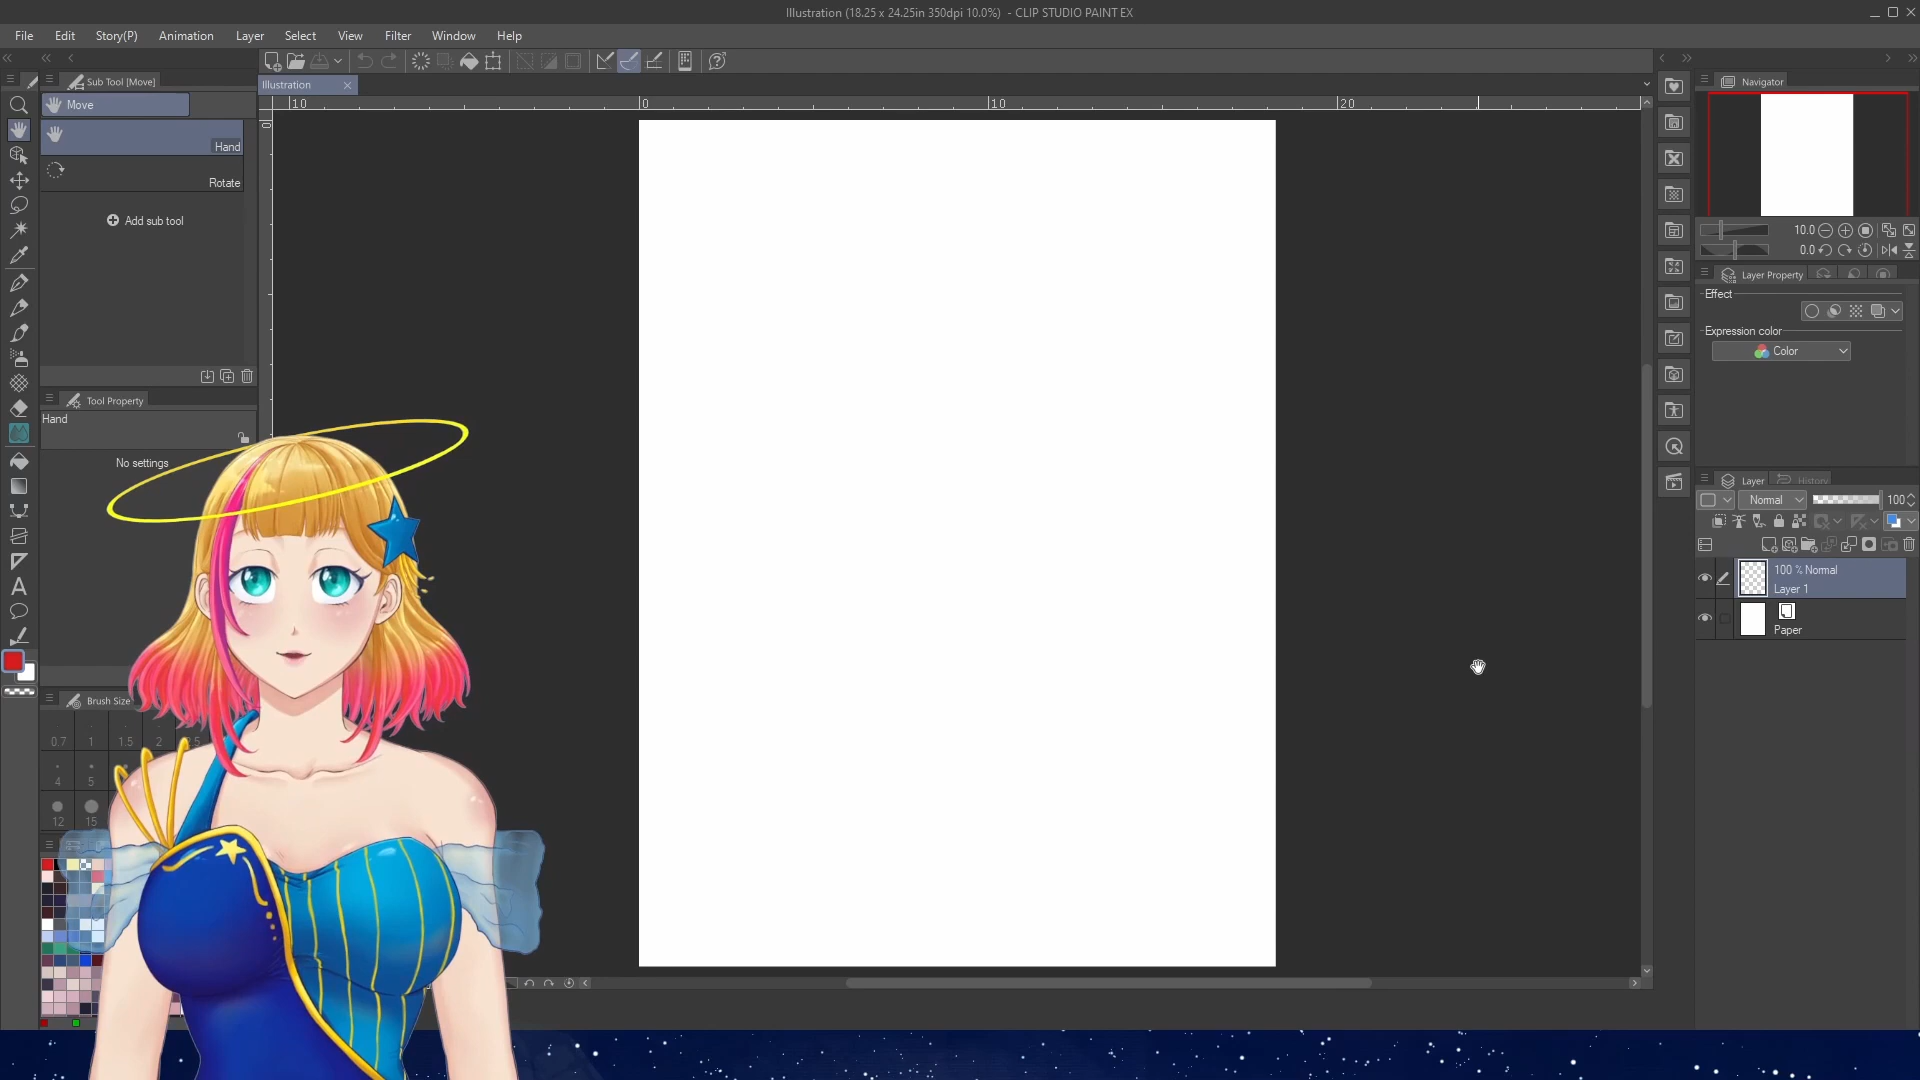 Illustration (18.25 x 24.25in 350dpi 10.0%) - CLIP STUDIO PAINT EX
File Edit Story(P) Animation Layer Select View Filter Window Help
Sub Tool [Move]
Move
Hand
Rotate
Add sub tool
Tool Property
Hand
No settings
Brush Size
0.7 1 1.5 2 2.5
4 5
12 15
Illustration
10 0 10 20
0
Navigator
10.0
0.0
Layer Property
Effect
Expression color
Color
Layer History
Normal 100
100 % Normal
Layer 1
Paper
A